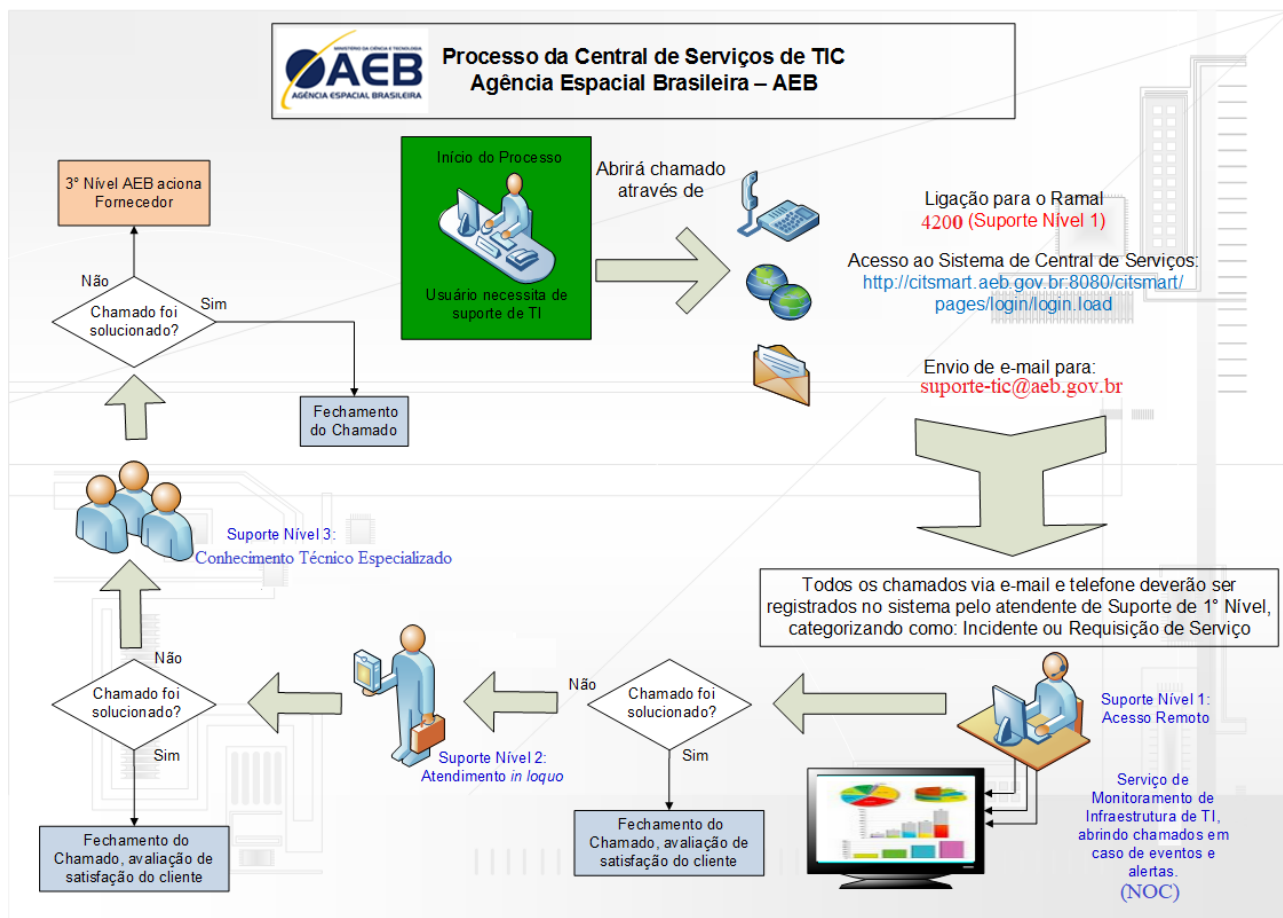 MINISTÉRIO DA CIÊNCIA E TECNOLOGIA
AEB
AGÊNCIA ESPACIAL BRASILEIRA
Processo da Central de Serviços de TIC
Agência Espacial Brasileira – AEB
Início do Processo
Usuário necessita de
suporte de TI
Abrirá chamado
através de
Ligação para o Ramal
4200 (Suporte Nível 1)
Acesso ao Sistema de Central de Serviços:
http://citsmart.aeb.gov.br:8080/citsmart/
pages/login/login.load
Envio de e-mail para:
suporte-tic@aeb.gov.br
Todos os chamados via e-mail e telefone deverão ser
registrados no sistema pelo atendente de Suporte de 1° Nível,
categorizando como: Incidente ou Requisição de Serviço
Suporte Nível 1:
Acesso Remoto
Serviço de
Monitoramento de
Infraestrutura de TI,
abrindo chamados em
caso de eventos e
alertas.
(NOC)
Chamado foi
solucionado?
Não
Sim
Fechamento do
Chamado, avaliação de
satisfação do cliente
Suporte Nível 2:
Atendimento in loquo
Chamado foi
solucionado?
Não
Sim
Fechamento do
Chamado, avaliação de
satisfação do cliente
Suporte Nível 3:
Conhecimento Técnico Especializado
Chamado foi
solucionado?
Não
Sim
Fechamento
do Chamado
3° Nível AEB aciona
Fornecedor